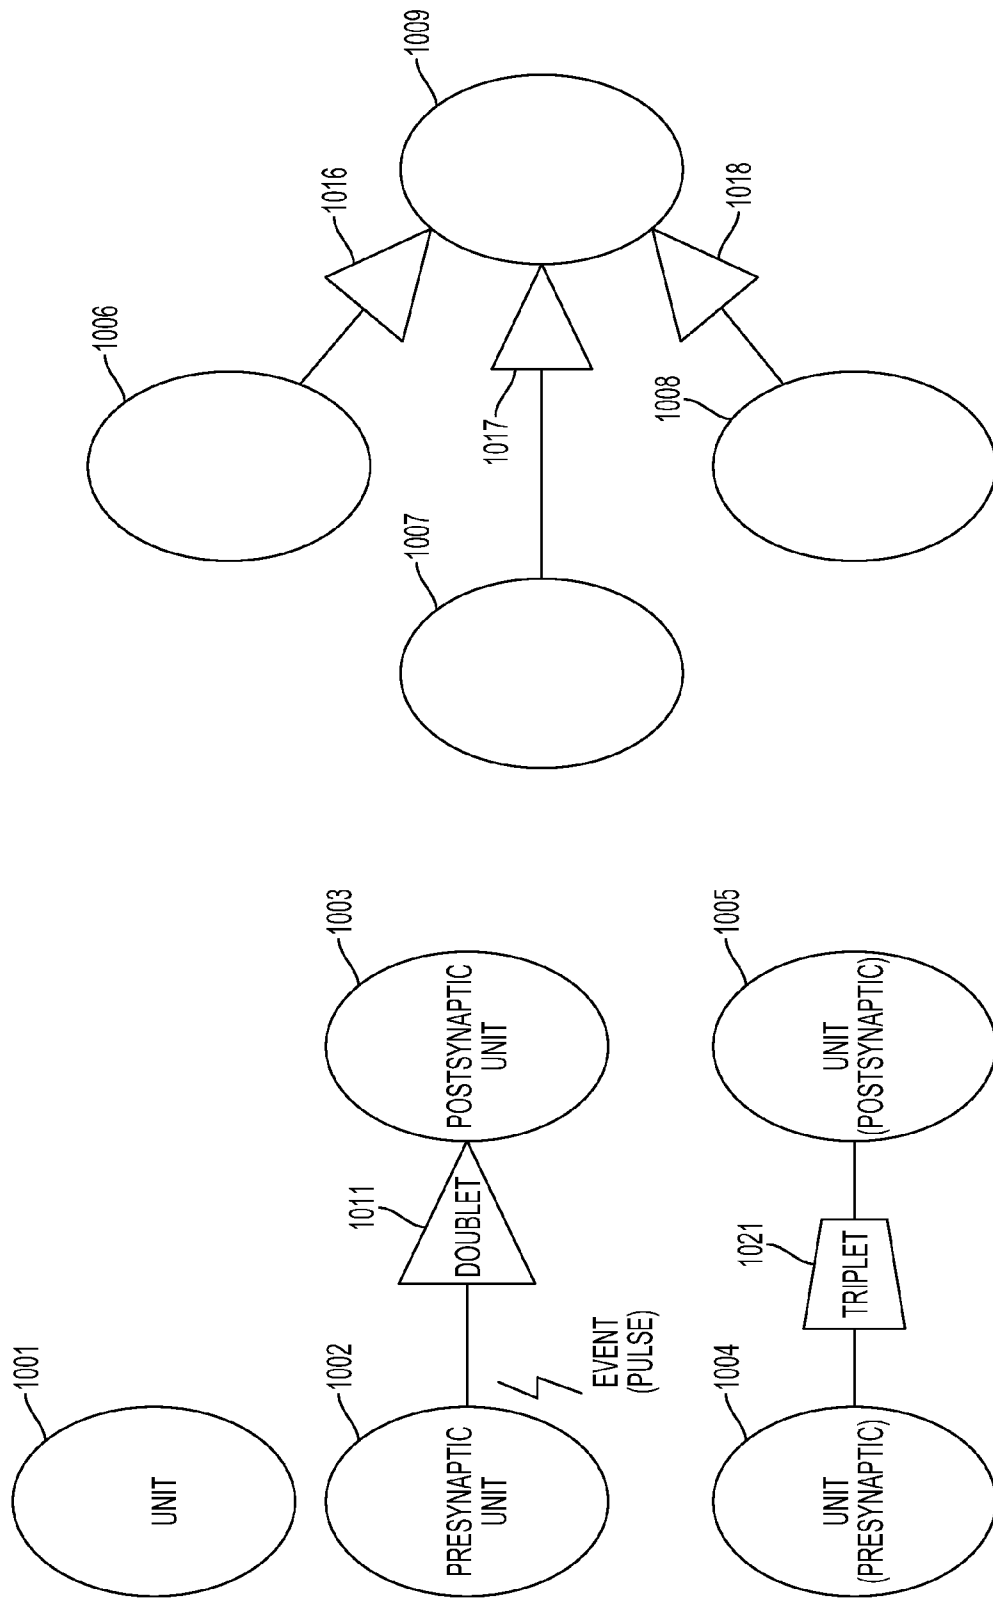 1001
UNIT
1002
PRESYNAPTIC
UNIT
EVENT
(PULSE)
1011
DOUBLET
1003
POSTSYNAPTIC
UNIT
1004
UNIT
(PRESYNAPTIC)
1021
TRIPLET
1005
UNIT
(POSTSYNAPTIC)
1006
1016
1007
1017
1009
1008
1018